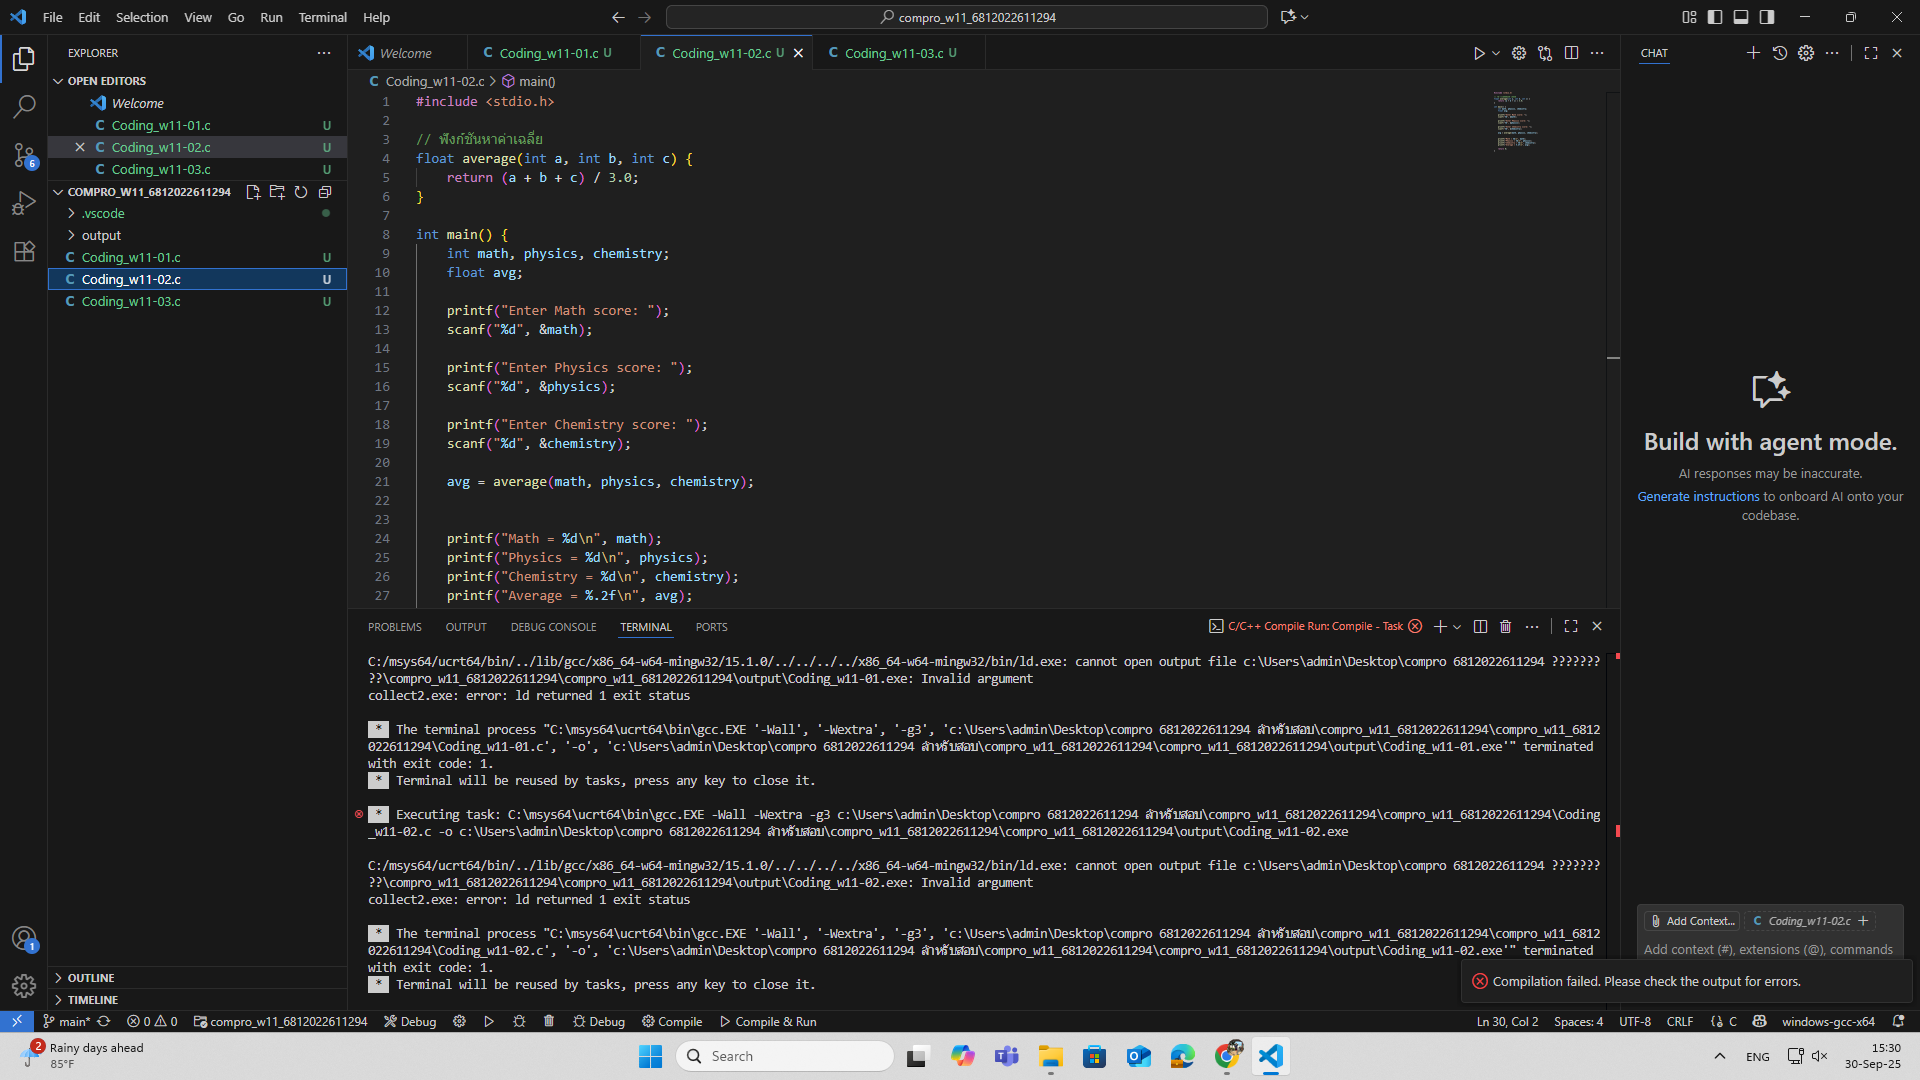 File Edit Selection View Go Run Terminal Help
compro_w11_6812022611294
EXPLORER
OPEN EDITORS
Welcome
Coding_w11-01.c U
Coding_w11-02.c U
Coding_w11-03.c U
COMPRO_W11_6812022611294
.vscode
output
Coding_w11-01.c U
Coding_w11-02.c U
Coding_w11-03.c U
OUTLINE
TIMELINE
6
1
Welcome
Coding_w11-01.c U
Coding_w11-02.c U
Coding_w11-03.c U
Coding_w11-02.c > main()
1 #include <stdio.h>
2
3 // ฟังก์ชันหาค่าเฉลี่ย
4 float average(int a, int b, int c) {
5 return (a + b + c) / 3.0;
6 }
7
8 int main() {
9 int math, physics, chemistry;
10 float avg;
11
12 printf("Enter Math score: ");
13 scanf("%d", &math);
14
15 printf("Enter Physics score: ");
16 scanf("%d", &physics);
17
18 printf("Enter Chemistry score: ");
19 scanf("%d", &chemistry);
20
21 avg = average(math, physics, chemistry);
22
23
24 printf("Math = %d\n", math);
25 printf("Physics = %d\n", physics);
26 printf("Chemistry = %d\n", chemistry);
27 printf("Average = %.2f\n", avg);
PROBLEMS OUTPUT DEBUG CONSOLE TERMINAL PORTS
C/C++ Compile Run: Compile - Task
C:/msys64/ucrt64/bin/../lib/gcc/x86_64-w64-mingw32/15.1.0/../../../../x86_64-w64-mingw32/bin/ld.exe: cannot open output file c:\Users\admin\Desktop\compro 6812022611294 ???????
??\compro_w11_6812022611294\compro_w11_6812022611294\output\Coding_w11-01.exe: Invalid argument
collect2.exe: error: ld returned 1 exit status
* The terminal process "C:\msys64\ucrt64\bin\gcc.EXE '-Wall', '-Wextra', '-g3', 'c:\Users\admin\Desktop\compro 6812022611294 สำหรับสอบ\compro_w11_6812022611294\compro_w11_6812
022611294\Coding_w11-01.c', '-o', 'c:\Users\admin\Desktop\compro 6812022611294 สำหรับสอบ\compro_w11_6812022611294\compro_w11_6812022611294\output\Coding_w11-01.exe'" terminated
with exit code: 1.
* Terminal will be reused by tasks, press any key to close it.
* Executing task: C:\msys64\ucrt64\bin\gcc.EXE -Wall -Wextra -g3 c:\Users\admin\Desktop\compro 6812022611294 สำหรับสอบ\compro_w11_6812022611294\compro_w11_6812022611294\Coding
_w11-02.c -o c:\Users\admin\Desktop\compro 6812022611294 สำหรับสอบ\compro_w11_6812022611294\compro_w11_6812022611294\output\Coding_w11-02.exe
C:/msys64/ucrt64/bin/../lib/gcc/x86_64-w64-mingw32/15.1.0/../../../../x86_64-w64-mingw32/bin/ld.exe: cannot open output file c:\Users\admin\Desktop\compro 6812022611294 ???????
??\compro_w11_6812022611294\compro_w11_6812022611294\output\Coding_w11-02.exe: Invalid argument
collect2.exe: error: ld returned 1 exit status
* The terminal process "C:\msys64\ucrt64\bin\gcc.EXE '-Wall', '-Wextra', '-g3', 'c:\Users\admin\Desktop\compro 6812022611294 สำหรับสอบ\compro_w11_6812022611294\compro_w11_6812
022611294\Coding_w11-02.c', '-o', 'c:\Users\admin\Desktop\compro 6812022611294 สำหรับสอบ\compro_w11_6812022611294\compro_w11_6812022611294\output\Coding_w11-02.exe'" terminated
with exit code: 1.
* Terminal will be reused by tasks, press any key to close it.
CHAT
Build with agent mode.
AI responses may be inaccurate.
Generate instructions to onboard AI onto your
codebase.
Add Context... Coding_w11-02.c
Add context (#), extensions (@), commands
Compilation failed. Please check the output for errors.
main* 0 0 compro_w11_6812022611294 Debug Debug Compile Compile & Run
Ln 30, Col 2 Spaces: 4 UTF-8 CRLF {} C windows-gcc-x64
2
Rainy days ahead
85°F
Search
ENG
15:30
30-Sep-25